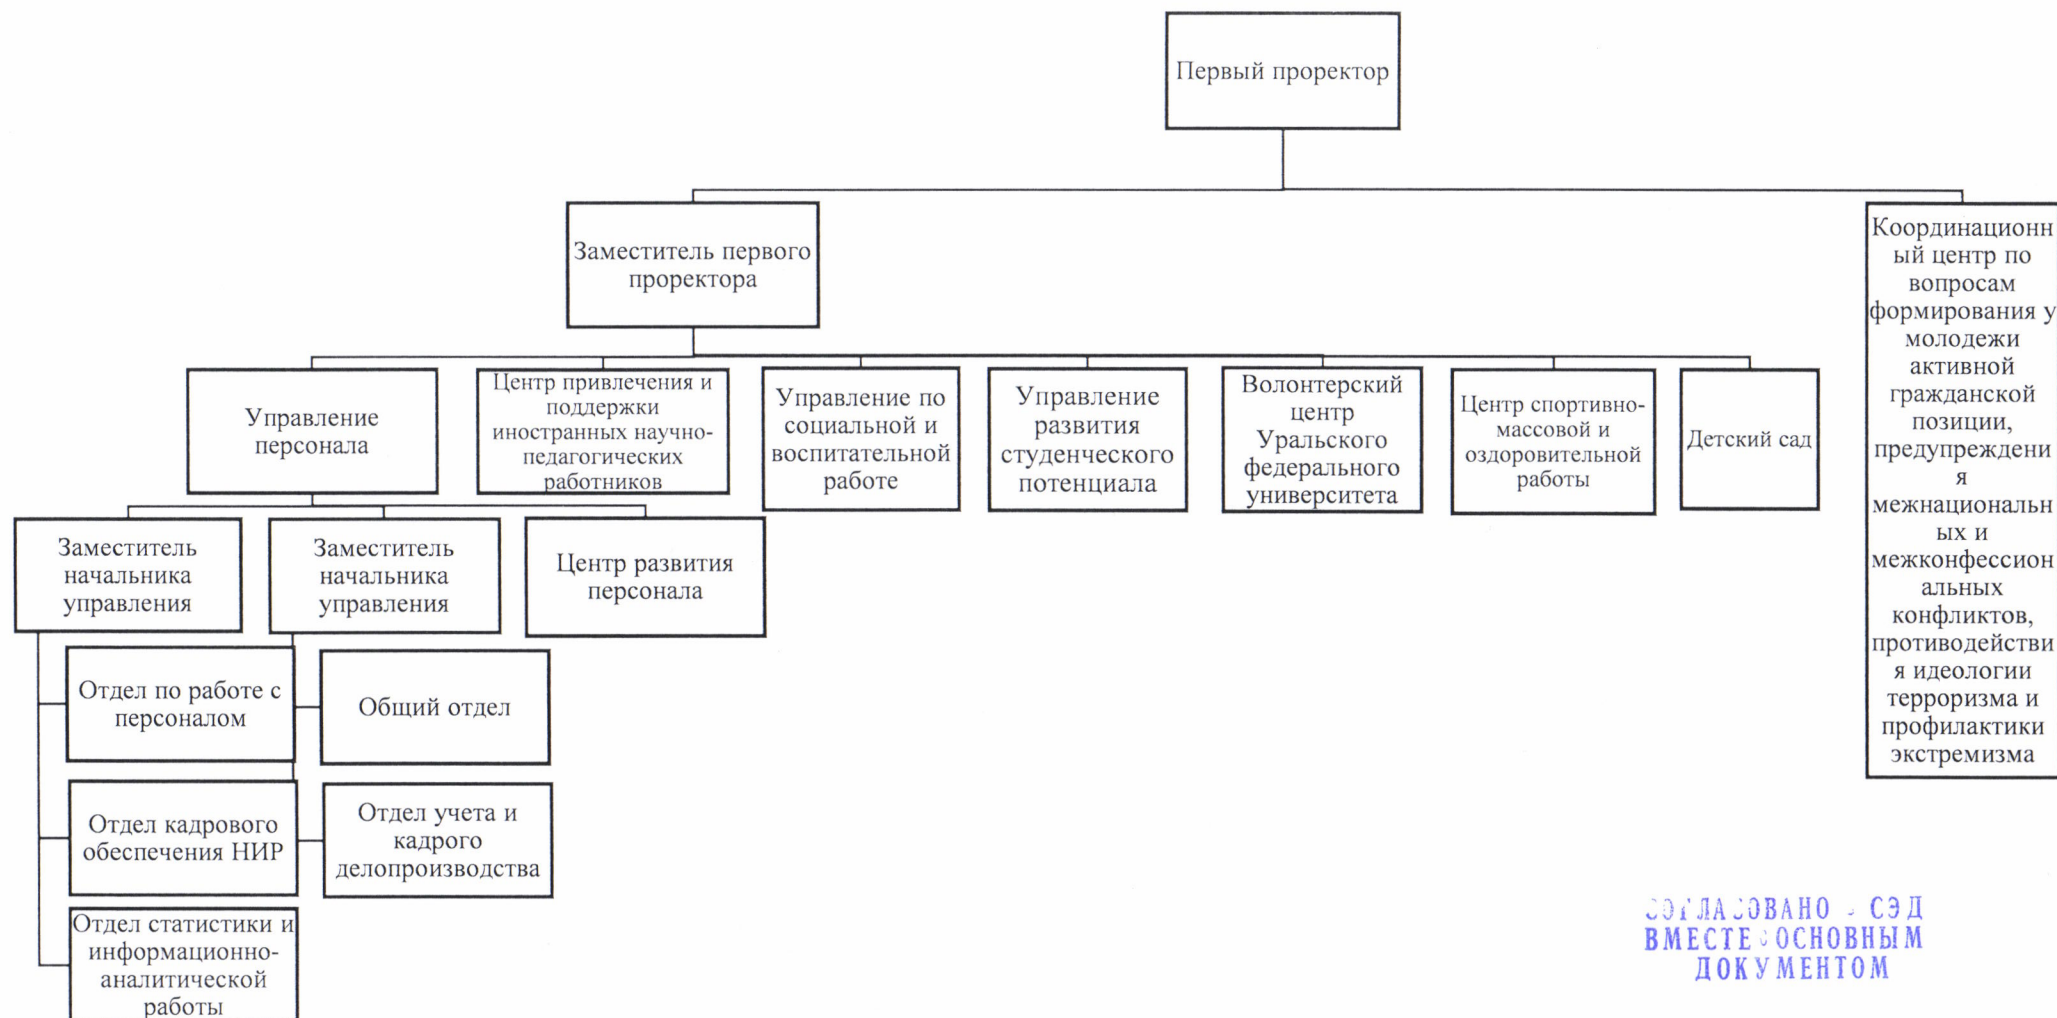 Первый проректор
Заместитель первого
проректора
Координационн
ый центр по
вопросам
формирования у
молодежи
активной
гражданской
позиции,
предупреждени
я
межнациональн
ых и
межконфессион
альных
конфликтов,
противодействи
я идеологии
терроризма и
профилактики
экстремизма
Управление
персонала
Центр привлечения и
поддержки
иностранных научно-
педагогических
работников
Управление по
социальной и
воспитательной
работе
Управление
развития
студенческого
потенциала
Волонтерский
центр
Уральского
федерального
университета
Центр спортивно-
массовой и
оздоровительной
работы
Детский сад
Заместитель
начальника
управления
Заместитель
начальника
управления
Центр развития
персонала
Отдел по работе с
персоналом
Общий отдел
Отдел кадрового
обеспечения НИР
Отдел учета и
кадрого
делопроизводства
Отдел статистики и
информационно-
аналитической
работы
СОГЛАСОВАНО СЭД
ВМЕСТЕ С ОСНОВНЫМ
ДОКУМЕНТОМ